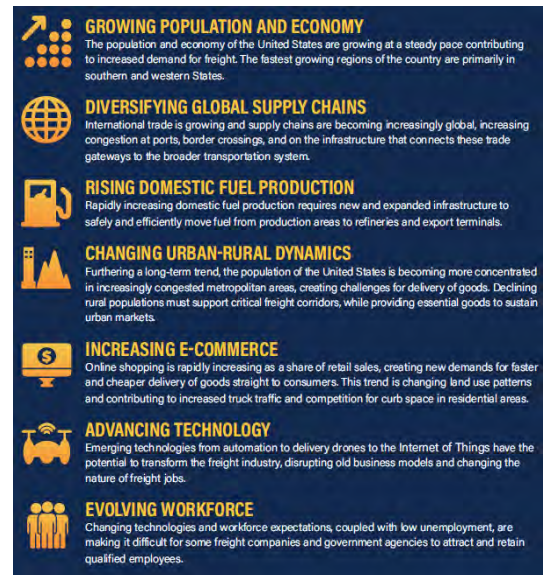 GROWING POPULATION AND ECONOMY
The population and economy of the United States are growing at a steady pace contributing
to increased demand for freight. The fastest growing regions of the country are primarily in
southern and western States.
DIVERSIFYING GLOBAL SUPPLY CHAINS
International trade is growing and supply chains are becoming increasingly global, increasing
congestion at ports, border crossings, and on the infrastructure that connects these trade
gateways to the broader transportation system.
RISING DOMESTIC FUEL PRODUCTION
Rapidly increasing domestic fuel production requires new and expanded infrastructure to
safely and efficiently move fuel from production areas to refineries and export terminals.
CHANGING URBAN-RURAL DYNAMICS
Furthering a long-term trend, the population of the United States is becoming more concentrated
in increasingly congested metropolitan areas, creating challenges for delivery of goods. Declining
rural populations must support critical freight corridors, while providing essential goods to sustain
urban markets.
$
INCREASING E-COMMERCE
Online shopping is rapidly increasing as a share of retail sales, creating new demands for faster
and cheaper delivery of goods straight to consumers. This trend is changing land use patterns
and contributing to increased truck traffic and competition for curb space in residential areas.
ADVANCING TECHNOLOGY
Emerging technologies from automation to delivery drones to the Internet of Things have the
potential to transform the freight industry, disrupting old business models and changing the
nature of freight jobs.
EVOLVING WORKFORCE
Changing technologies and workforce expectations, coupled with low unemployment, are
making it difficult for some freight companies and government agencies to attract and retain
qualified employees.